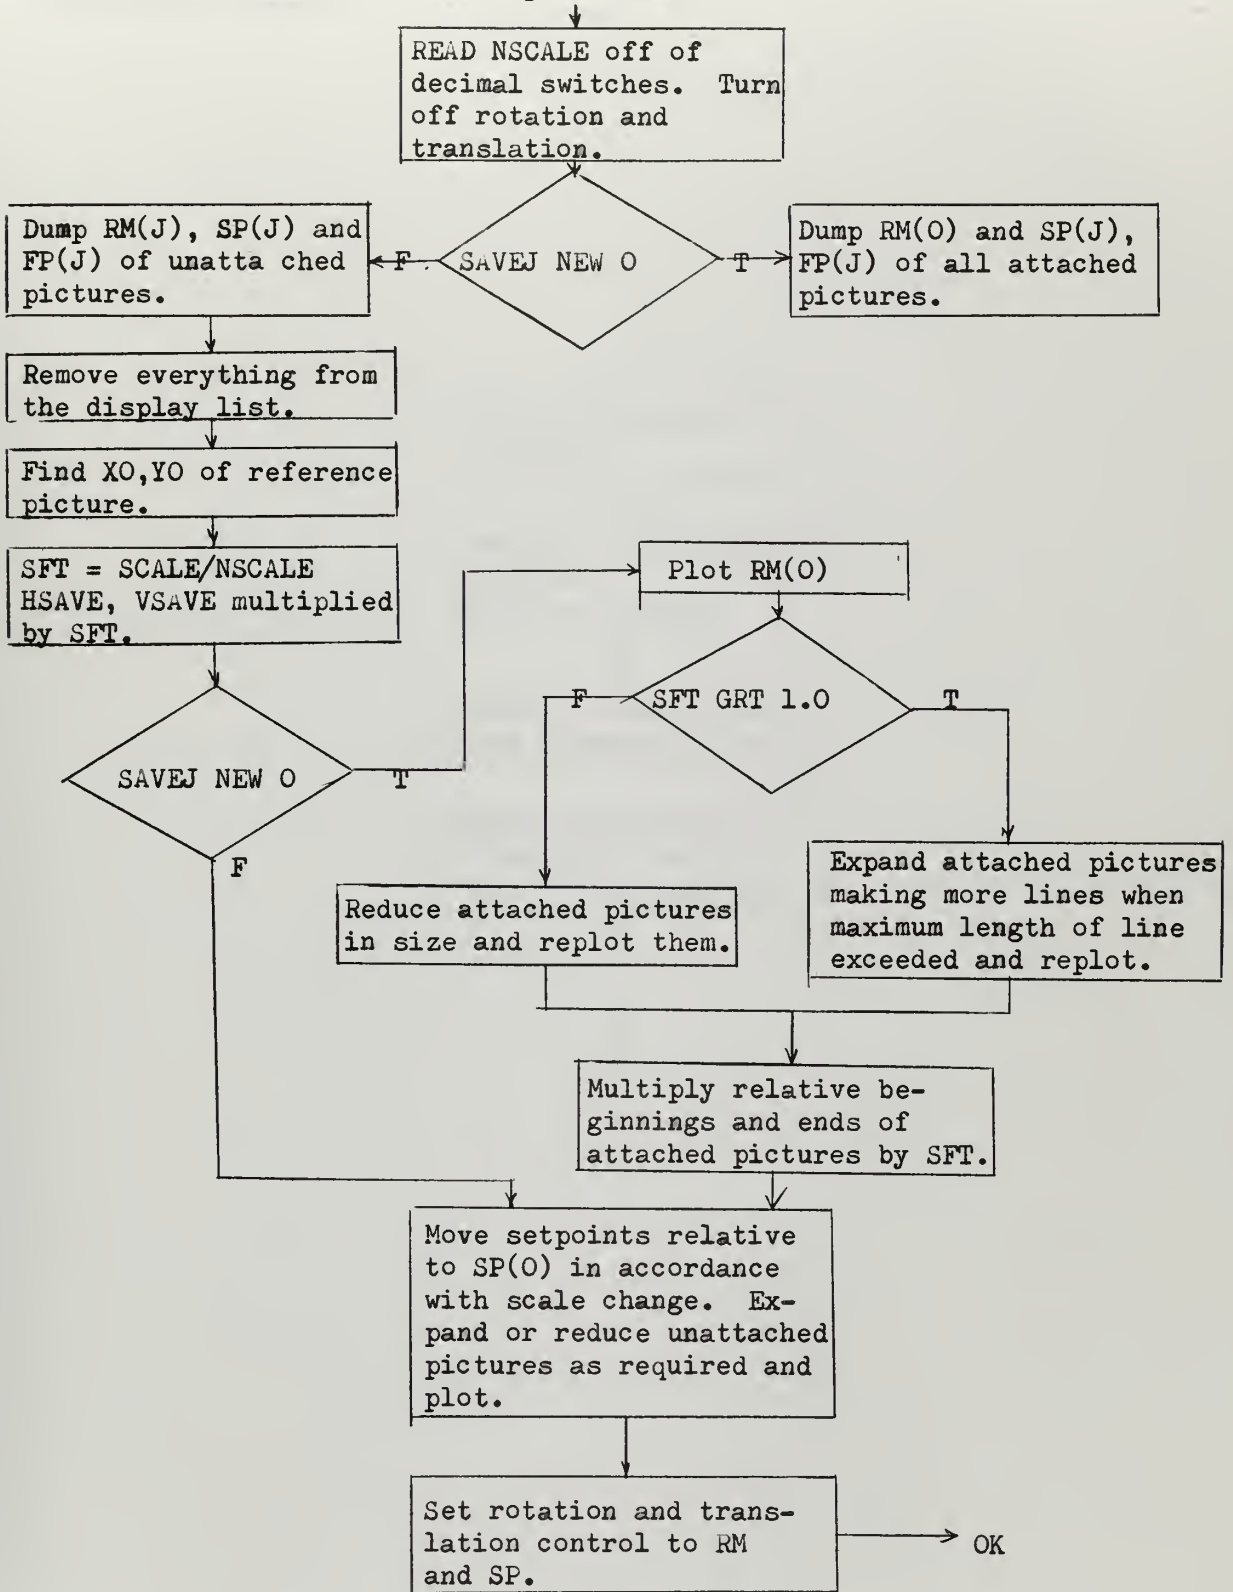 READ NSCALE off of
decimal switches. Turn
off rotation and
translation.
Dump RM(J), SP(J) and
FP(J) of unatta ched
pictures.
F
SAVEJ NEW O
T
Dump RM(O) and SP(J),
FP(J) of all attached
pictures.
Remove everything from
the display list.
Find XO,YO of reference
picture.
SFT = SCALE/NSCALE
HSAVE, VSAVE multiplied
by SFT.
Plot RM(O)
F
SFT GRT 1.O
T
SAVEJ NEW O
T
F
Reduce attached pictures
in size and replot them.
Expand attached pictures
making more lines when
maximum length of line
exceeded and replot.
Multiply relative be-
ginnings and ends of
attached pictures by SFT.
Move setpoints relative
to SP(O) in accordance
with scale change. Ex-
pand or reduce unattached
pictures as required and
plot.
Set rotation and trans-
lation control to RM
and SP.
OK